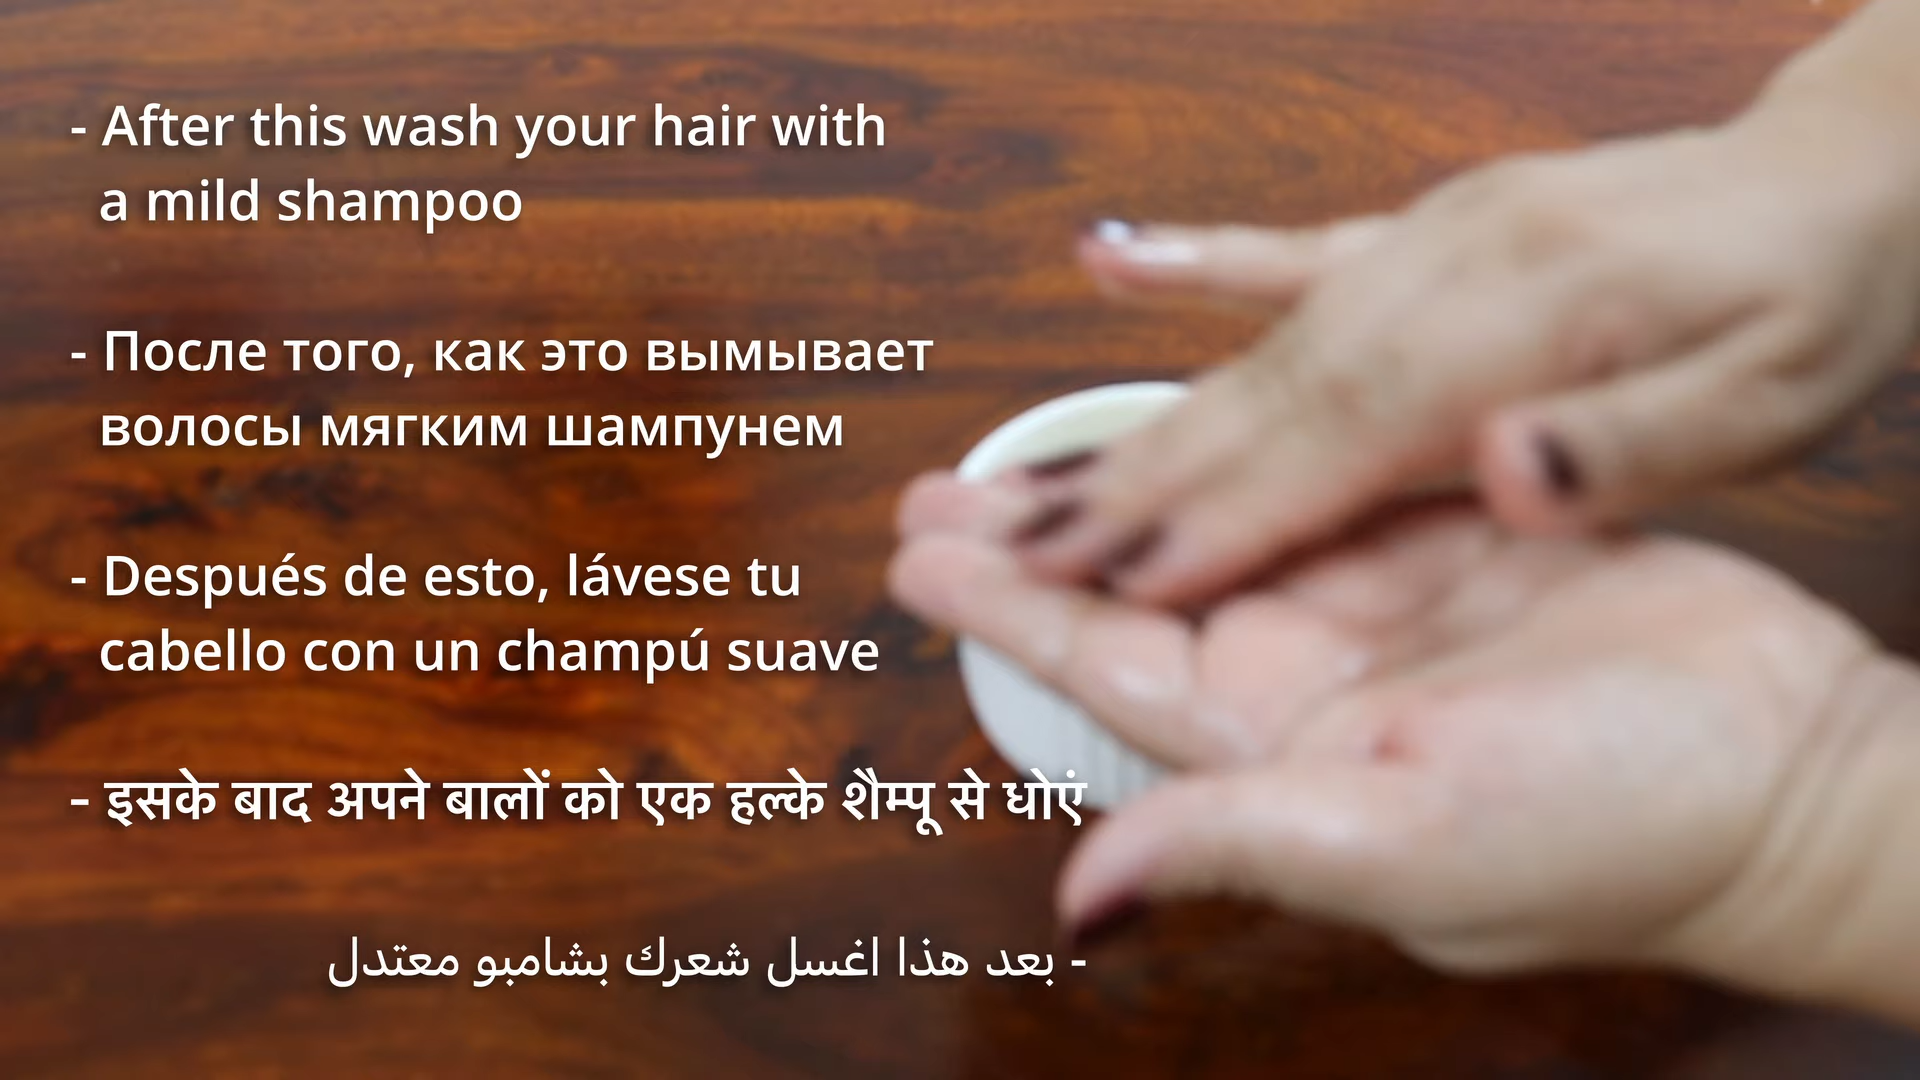 - After this wash your hair with
a mild shampoo
- После того, как это вымывает
волосы мягким шампунем
- Después de esto, lávese tu
cabello con un champú suave
- इसके बाद अपने बालों को एक हल्के शैम्पू से धोएं
- بعد هذا اغسل شعرك بشامبو معتدل